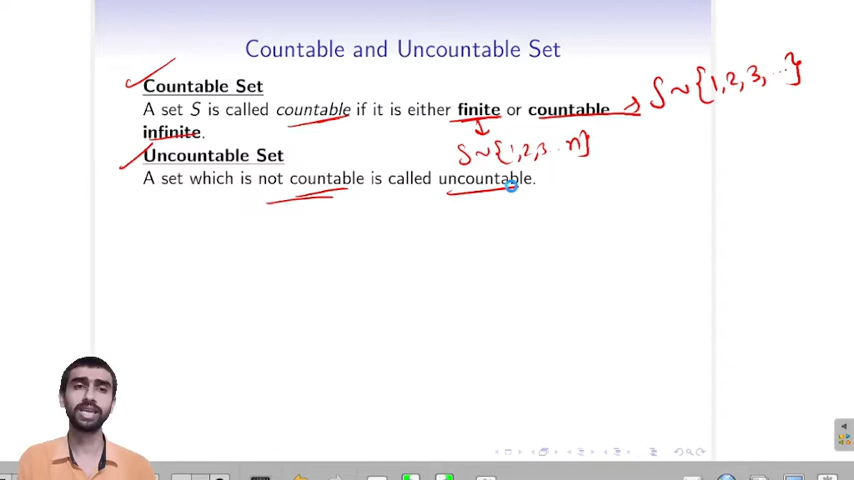 Countable and Uncountable Set
Countable Set
A set S is called countable if it is either finite or countable → S ~ {1, 2, 3, ...}
infinite.
S ~ {1, 2, 3 .. n}
Uncountable Set
A set which is not countable is called uncountable.